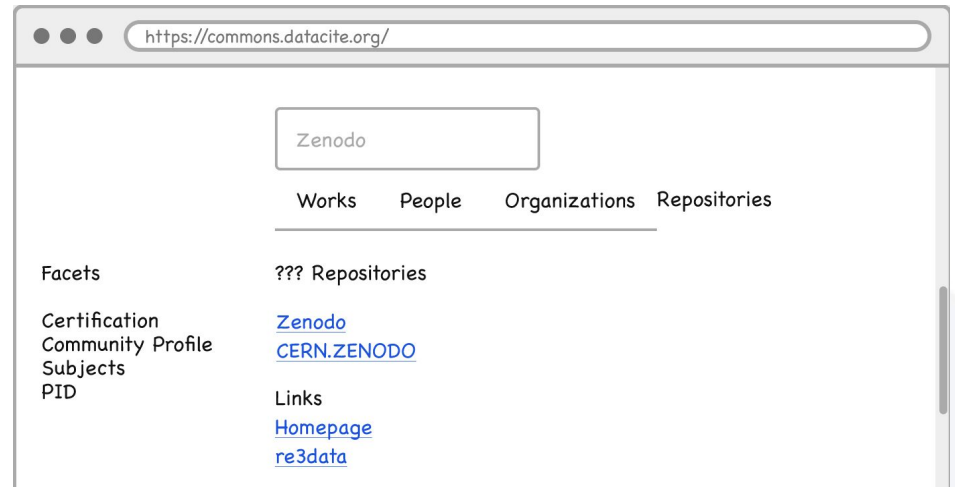 https://commons.datacite.org/
Zenodo
Works People Organizations Repositories
Facets
??? Repositories
Certification
Community Profile
Subjects
PID
Zenodo
CERN.ZENODO
Links
Homepage
re3data